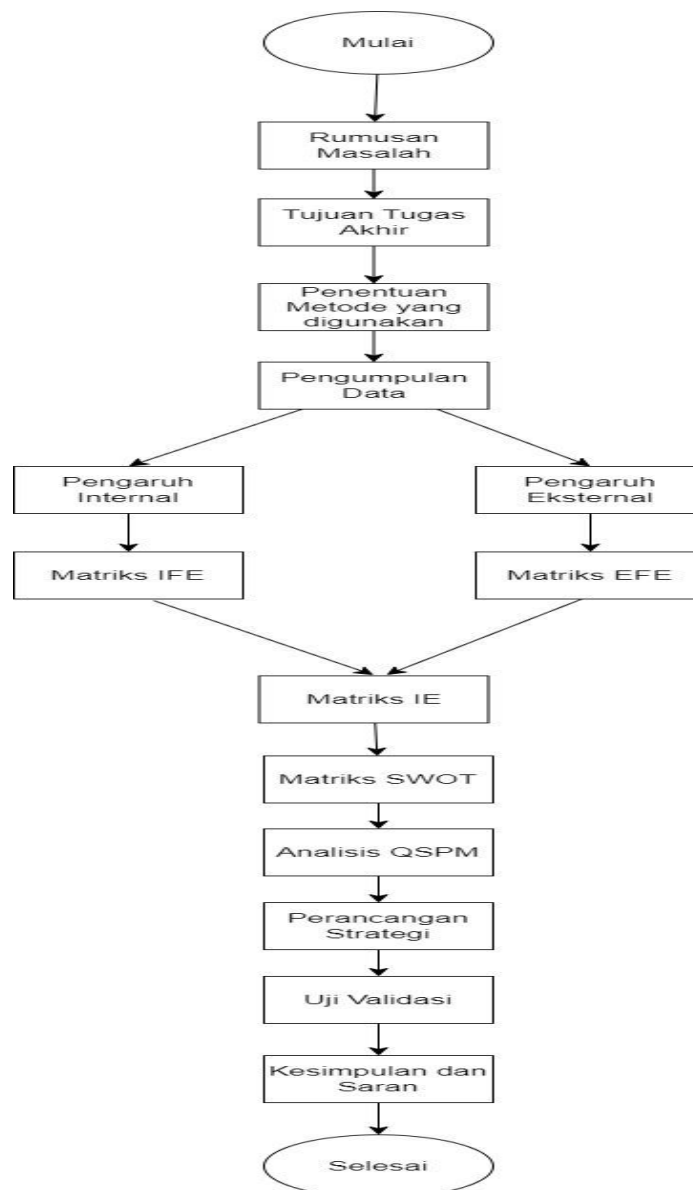 Mulai
Rumusan
Masalah
Tujuan Tugas
Akhir
Penentuan
Metode yang
digunakan
Pengumpulan
Data
Pengaruh
Internal
Pengaruh
Eksternal
Matriks IFE
Matriks EFE
Matriks IE
Matriks SWOT
Analisis QSPM
Perancangan
Strategi
Uji Validasi
Kesimpulan dan
Saran
Selesai